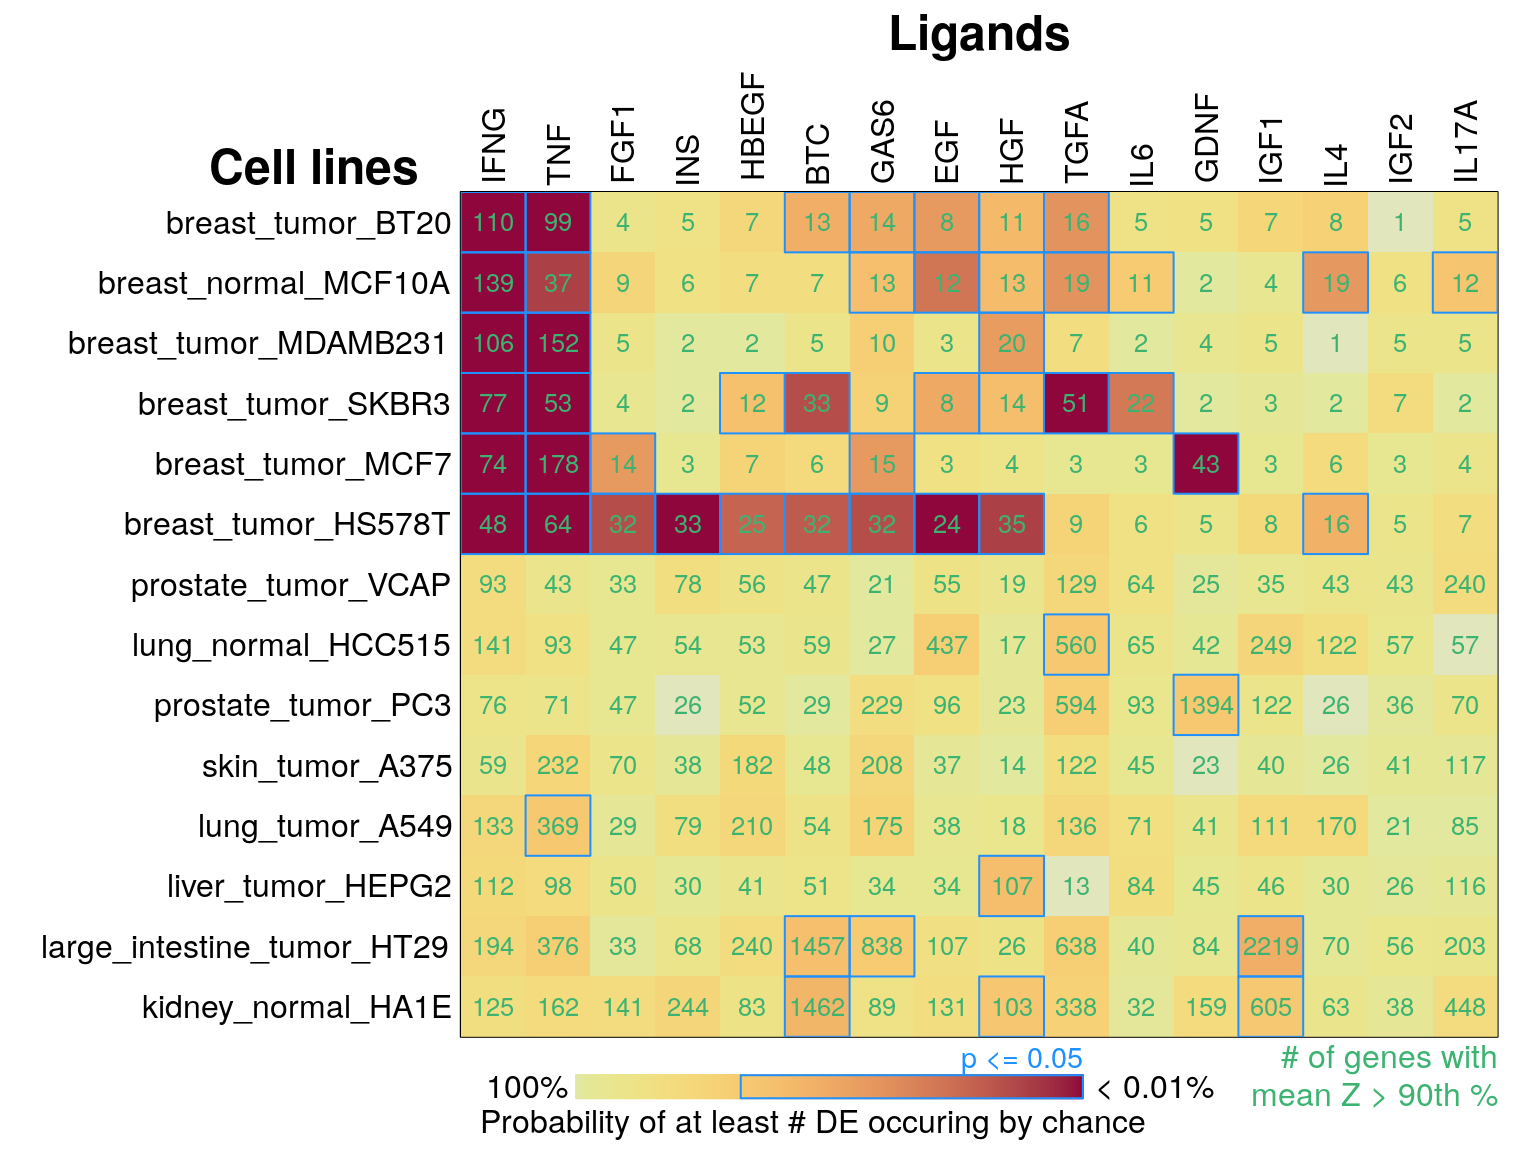 Ligands
Cell lines IFNG TNF FGF1 INS HBEGF BTC GAS6 EGF HGF TGFA IL6 GDNF IGF1 IL4 IGF2 IL17A
breast_tumor_BT20 110 99 4 5 7 13 14 8 11 16 5 5 7 8 1 5
breast_normal_MCF10A 139 37 9 6 7 7 13 12 13 19 11 2 4 19 6 12
breast_tumor_MDAMB231 106 152 5 2 2 5 10 3 20 7 2 4 5 1 5 5
breast_tumor_SKBR3 77 53 4 2 12 33 9 8 14 51 22 2 3 2 7 2
breast_tumor_MCF7 74 178 14 3 7 6 15 3 4 3 3 43 3 6 3 4
breast_tumor_HS578T 48 64 32 33 25 32 32 24 35 9 6 5 8 16 5 7
prostate_tumor_VCAP 93 43 33 78 56 47 21 55 19 129 64 25 35 43 43 240
lung_normal_HCC515 141 93 47 54 53 59 27 437 17 560 65 42 249 122 57 57
prostate_tumor_PC3 76 71 47 26 52 29 229 96 23 594 93 1394 122 26 36 70
skin_tumor_A375 59 232 70 38 182 48 208 37 14 122 45 23 40 26 41 117
lung_tumor_A549 133 369 29 79 210 54 175 38 18 136 71 41 111 170 21 85
liver_tumor_HEPG2 112 98 50 30 41 51 34 34 107 13 84 45 46 30 26 116
large_intestine_tumor_HT29 194 376 33 68 240 1457 838 107 26 638 40 84 2219 70 56 203
kidney_normal_HA1E 125 162 141 244 83 1462 89 131 103 338 32 159 605 63 38 448
p <= 0.05
100% < 0.01%
Probability of at least # DE occuring by chance
# of genes with
mean Z > 90th %